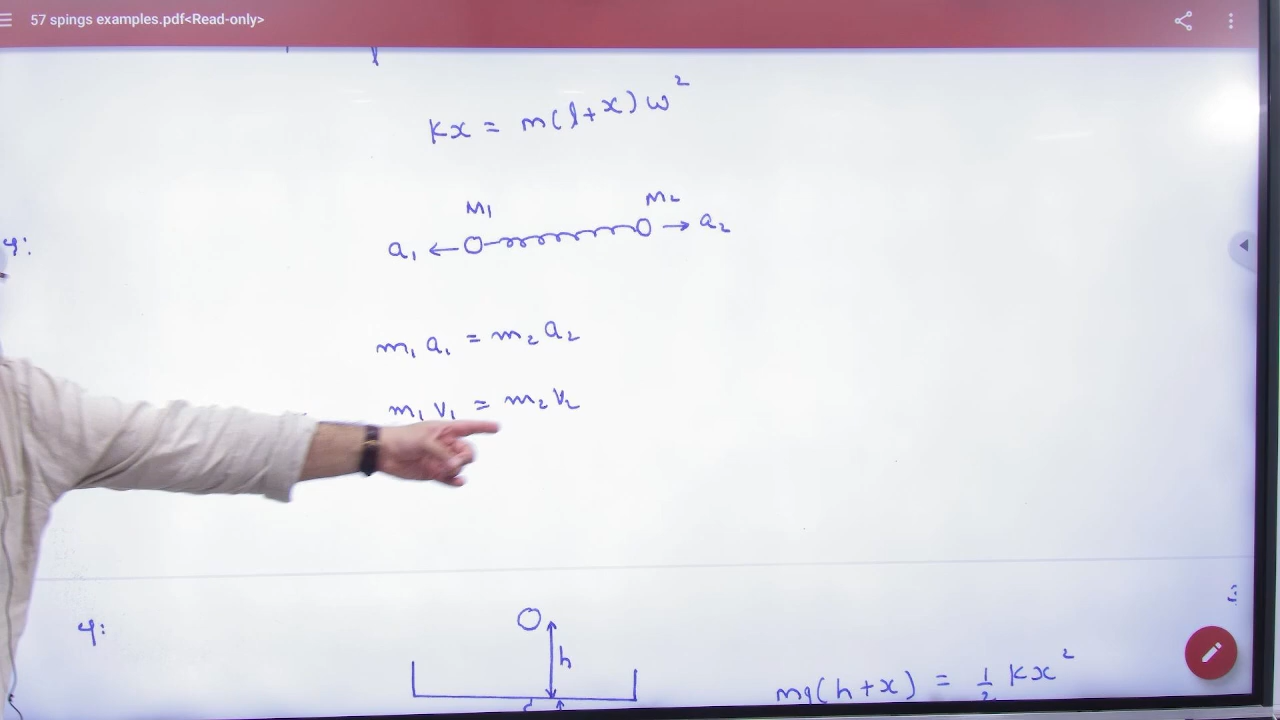 57 spings examples.pdf<Read-only>
kx = m(l+x)ω²
M₁ M₂
a₁ ← → a₂
4:
m₁ a₁ = m₂ a₂
m₁ v₁ = m₂ v₂
4:
h
mg(h+x) = ½ kx²